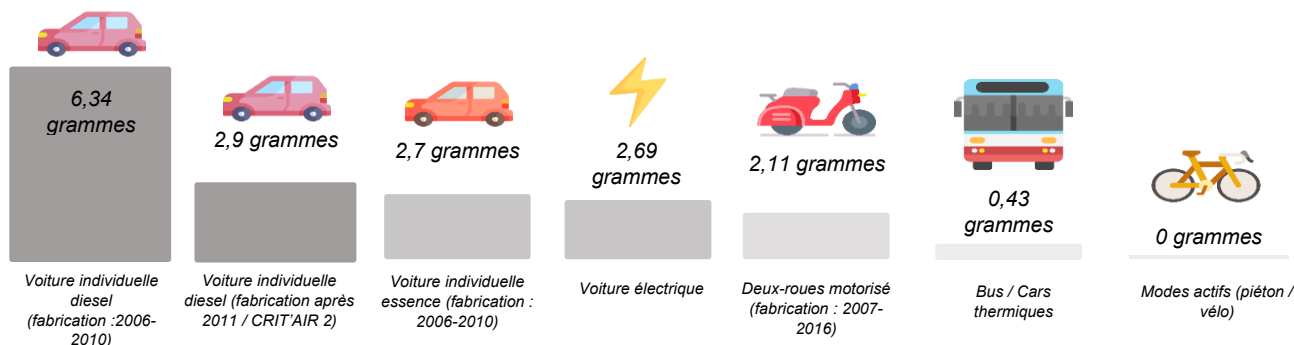 6,34
grammes
Voiture individuelle
diesel
(fabrication :2006-
2010)
2,9 grammes
Voiture individuelle
diesel (fabrication après
2011 / CRIT'AIR 2)
2,7 grammes
Voiture individuelle
essence (fabrication :
2006-2010)
2,69
grammes
Voiture électrique
2,11 grammes
Deux-roues motorisé
(fabrication : 2007-
2016)
0,43
grammes
Bus / Cars
thermiques
0 grammes
Modes actifs (piéton /
vélo)